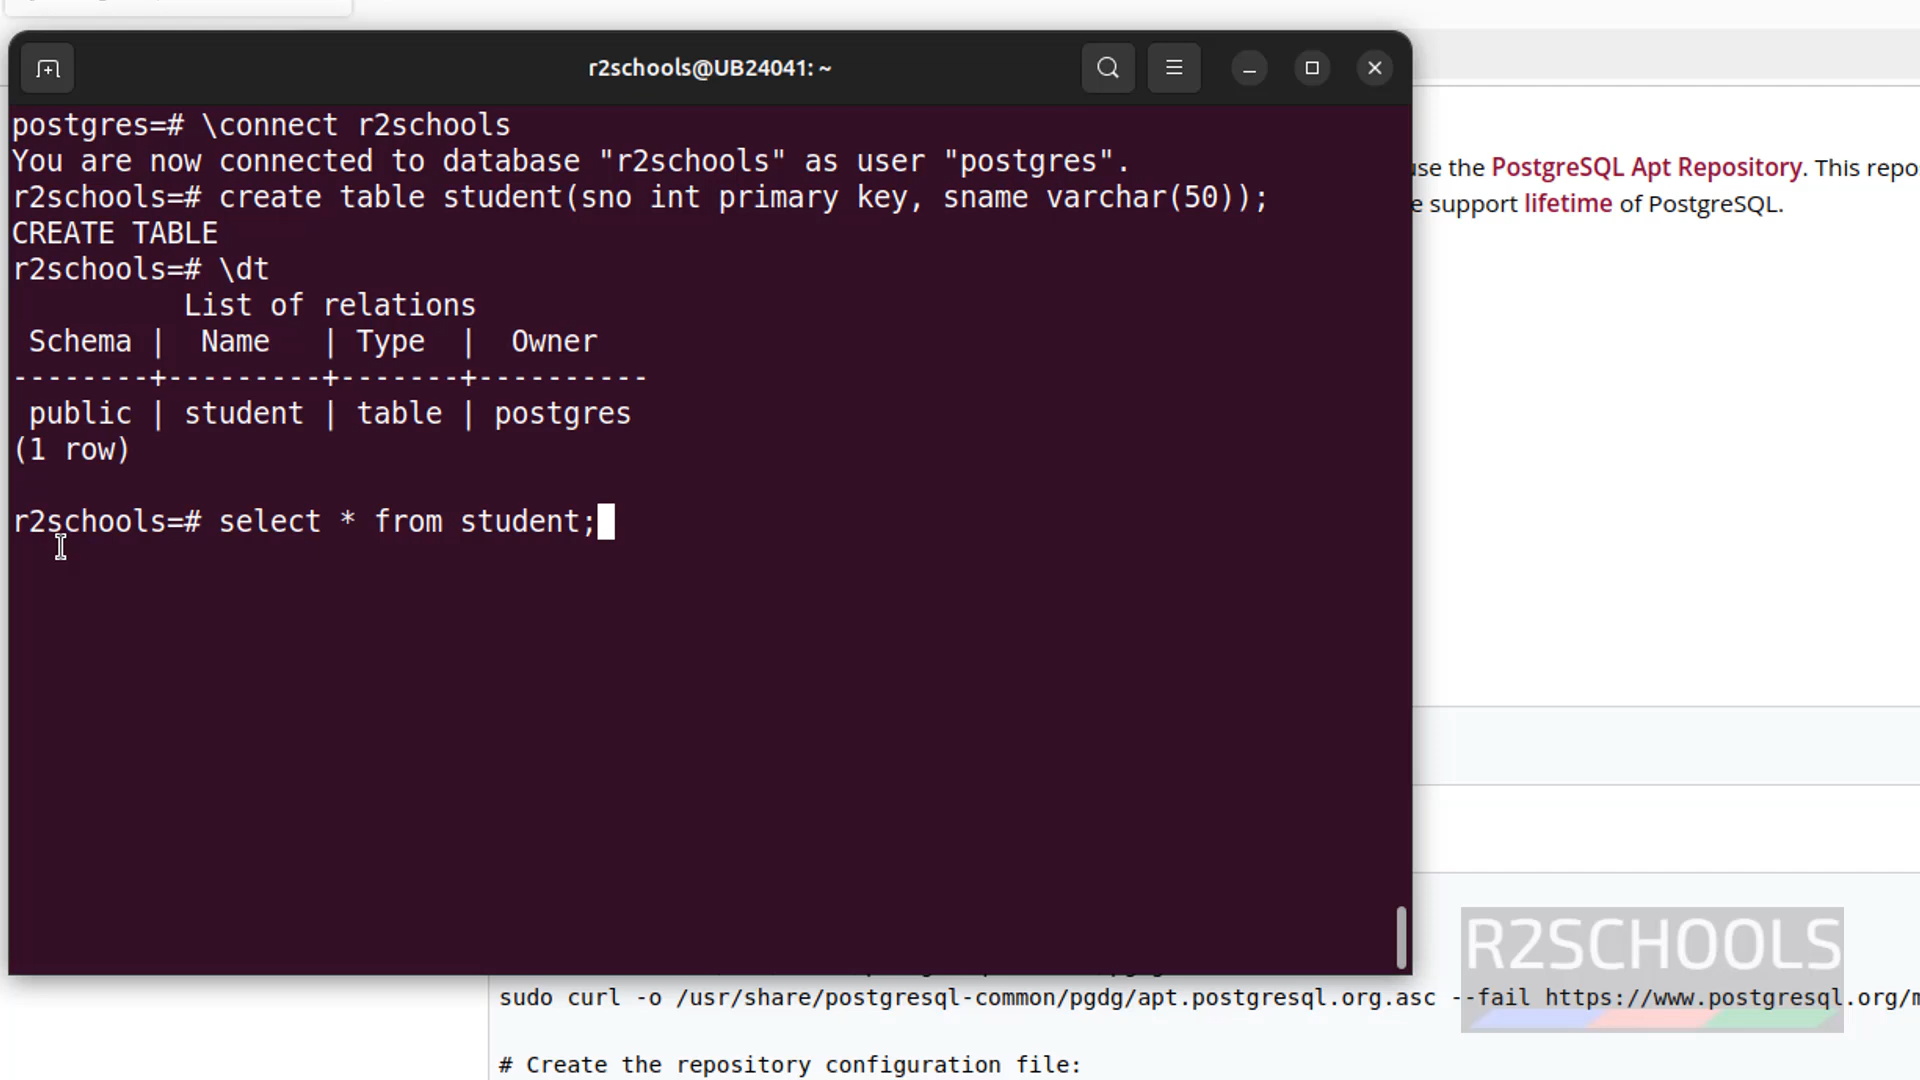 r2schools@UB24041: ~
postgres=# \connect r2schools
You are now connected to database "r2schools" as user "postgres".
r2schools=# create table student(sno int primary key, sname varchar(50));
CREATE TABLE
r2schools=# \dt
         List of relations
 Schema |  Name   | Type  |  Owner
--------+---------+-------+----------
 public | student | table | postgres
(1 row)
r2schools=# select * from student;
use the PostgreSQL Apt Repository. This repo
e support lifetime of PostgreSQL.
R2SCHOOLS
sudo curl -o /usr/share/postgresql-common/pgdg/apt.postgresql.org.asc --fail https://www.postgresql.org/m
# Create the repository configuration file: